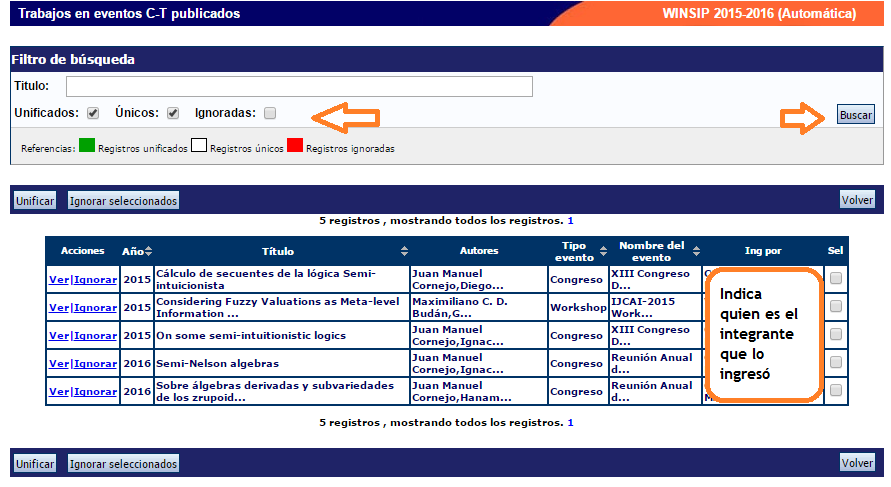 Trabajos en eventos C-T publicados
WINSIP 2015-2016 (Automática)
Filtro de búsqueda
Titulo:
Unificados: Únicos: Ignoradas:
Buscar
Referencias: Registros unificados Registros únicos Registros ignoradas
Unificar Ignorar seleccionados Volver
5 registros , mostrando todos los registros. 1
Acciones Año Título Autores Tipo evento Nombre del evento Ing por Sel
Ver|Ignorar 2015 Cálculo de secuentes de la lógica Semi-intuicionista Juan Manuel Cornejo,Diego... Congreso XIII Congreso D...
Ver|Ignorar 2015 Considering Fuzzy Valuations as Meta-level Information ... Maximiliano C. D. Budán,G... Workshop IJCAI-2015 Work...
Ver|Ignorar 2015 On some semi-intuitionistic logics Juan Manuel Cornejo,Ignac... Congreso XIII Congreso D...
Ver|Ignorar 2016 Semi-Nelson algebras Juan Manuel Cornejo,Ignac... Congreso Reunión Anual d...
Ver|Ignorar 2016 Sobre álgebras derivadas y subvariedades de los zrupoid... Juan Manuel Cornejo,Hanam... Congreso Reunión Anual d...
Indica
quien es el
integrante
que lo
ingresó
5 registros , mostrando todos los registros. 1
Unificar Ignorar seleccionados Volver